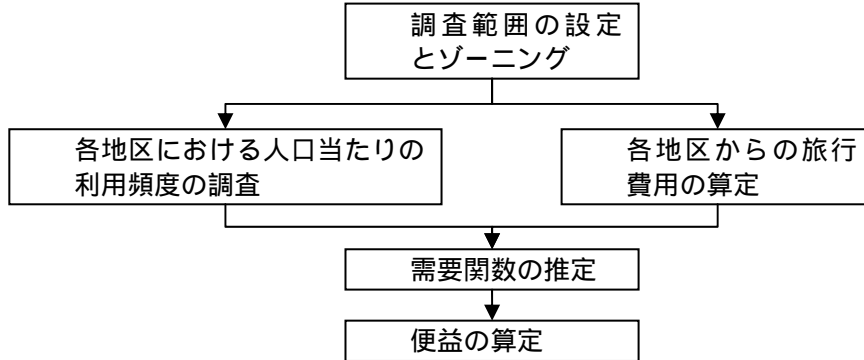 調査範囲の設定
とゾーニング
各地区における人口当たりの
利用頻度の調査
各地区からの旅行
費用の算定
需要関数の推定
便益の算定